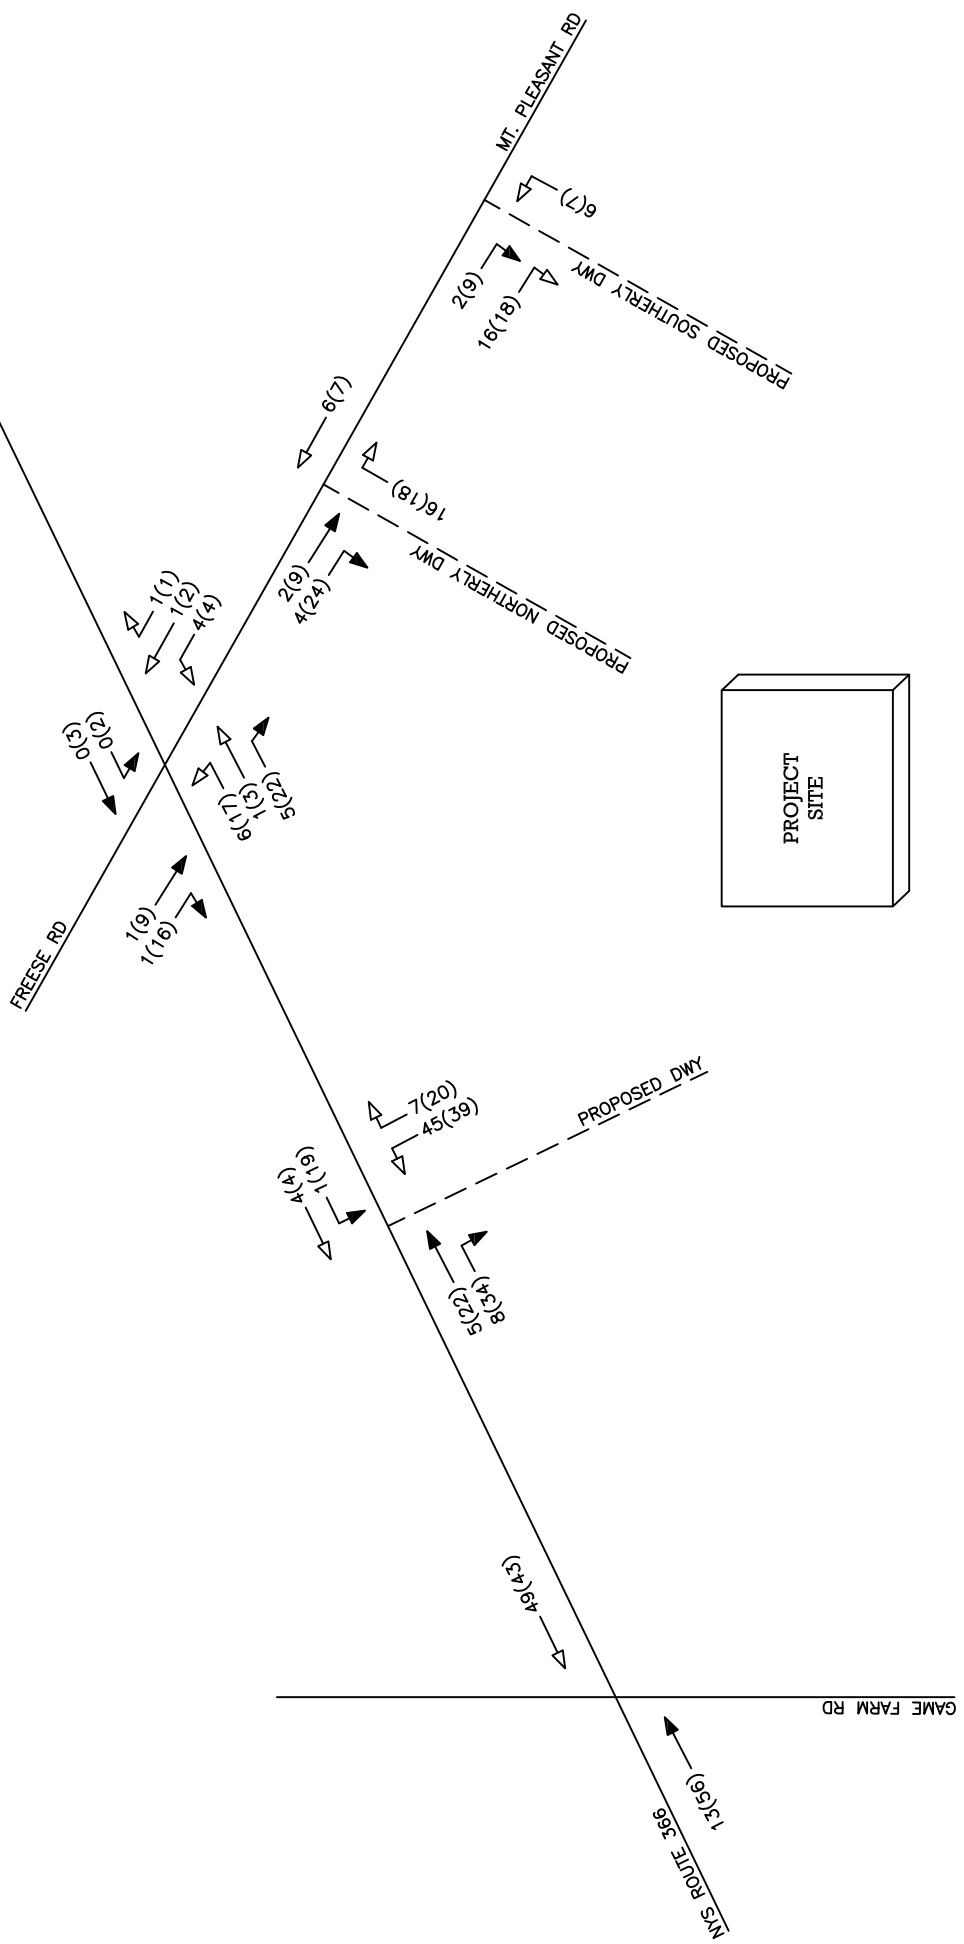 MT. PLEASANT RD
6(7)
2(9)
16(18)
PROPOSED SOUTHERLY DWY
6(7)
16(18)
2(9)
4(24)
PROPOSED NORTHERLY DWY
1(1)
1(2)
4(4)
0(3)
0(2)
6(17)
1(3)
5(22)
1(9)
1(16)
FREESE RD
PROJECT
SITE
7(20)
45(39)
PROPOSED DWY
4(4)
1(19)
5(22)
8(34)
49(43)
GAME FARM RD
13(56)
NYS ROUTE 366